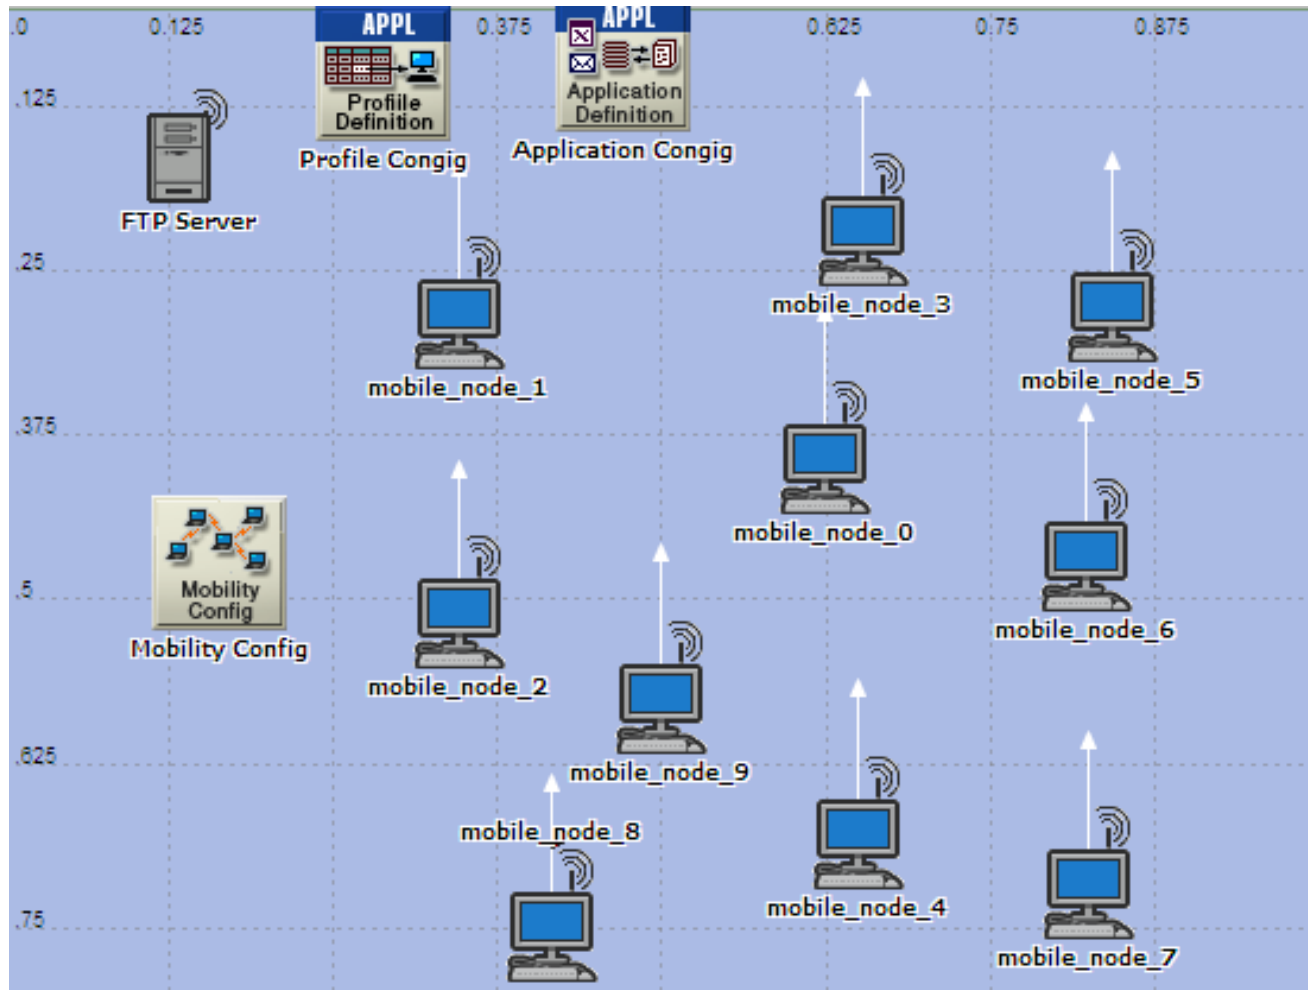 .0
0.125
0.375
0.625
0.75
0.875
APPL
Profiile
Definition
Profile Congig
APPL
Application
Definition
Application Congig
.125
FTP Server
.25
mobile_node_3
mobile_node_5
mobile_node_1
.375
mobile_node_0
Mobility
Config
Mobility Config
.5
mobile_node_6
mobile_node_2
.625
mobile_node_9
mobile_node_8
mobile_node_4
.75
mobile_node_7